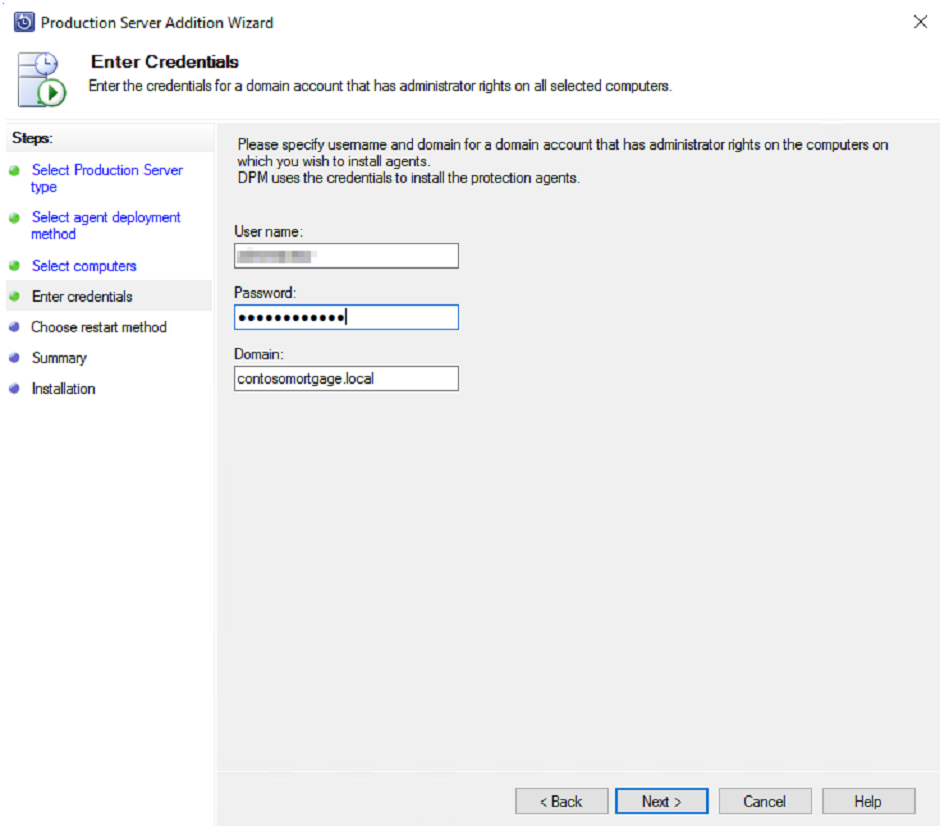 Production Server Addition Wizard
Enter Credentials
Enter the credentials for a domain account that has administrator rights on all selected computers.
Steps:
Select Production Server
type
Select agent deployment
method
Select computers
Enter credentials
Choose restart method
Summary
Installation
Please specify username and domain for a domain account that has administrator rights on the computers on
which you wish to install agents.
DPM uses the credentials to install the protection agents.
User name:
Password:
••••••••••••
Domain:
contosomortgage.local
< Back
Next >
Cancel
Help